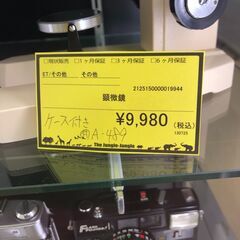 □現状販売 □1ヶ月保証 □3ヶ月保証 □6ヶ月保証
ST/その他 その他
2125150000019944
顕微鏡
¥9,980 (税込)
ケース付き
A-489
The Jungle-Jungle